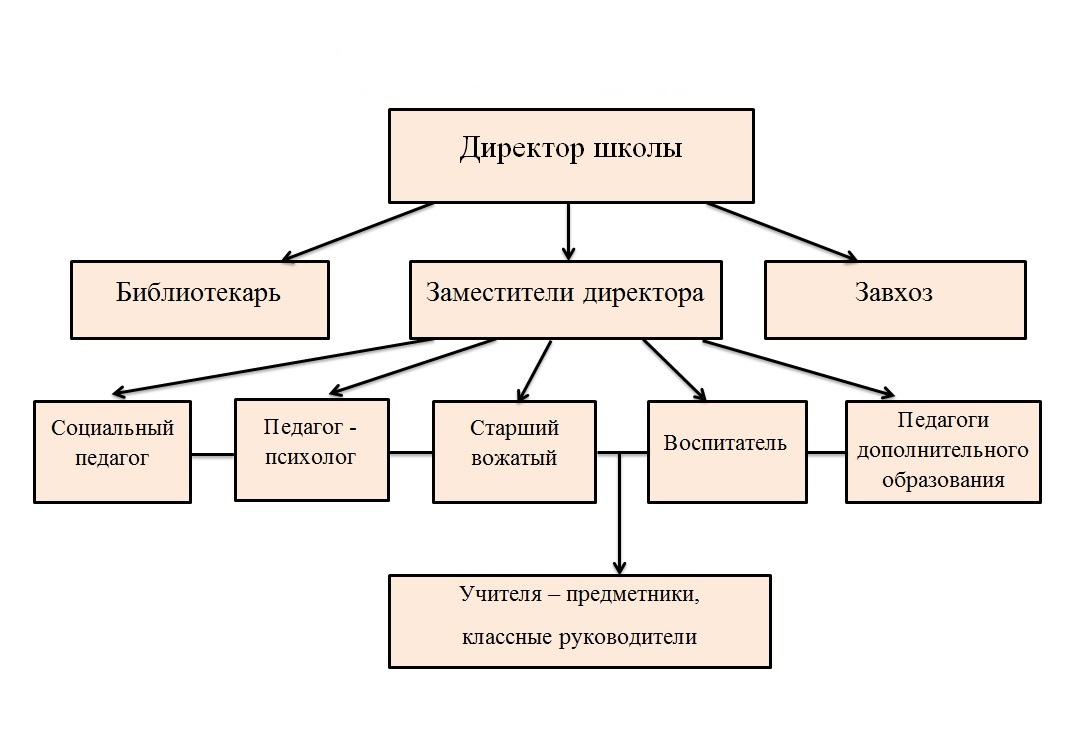 Директор школы
Библиотекарь
Заместители директора
Завхоз
Социальный
педагог
Педагог -
психолог
Старший
вожатый
Воспитатель
Педагоги
дополнительного
образования
Учителя – предметники,
классные руководители